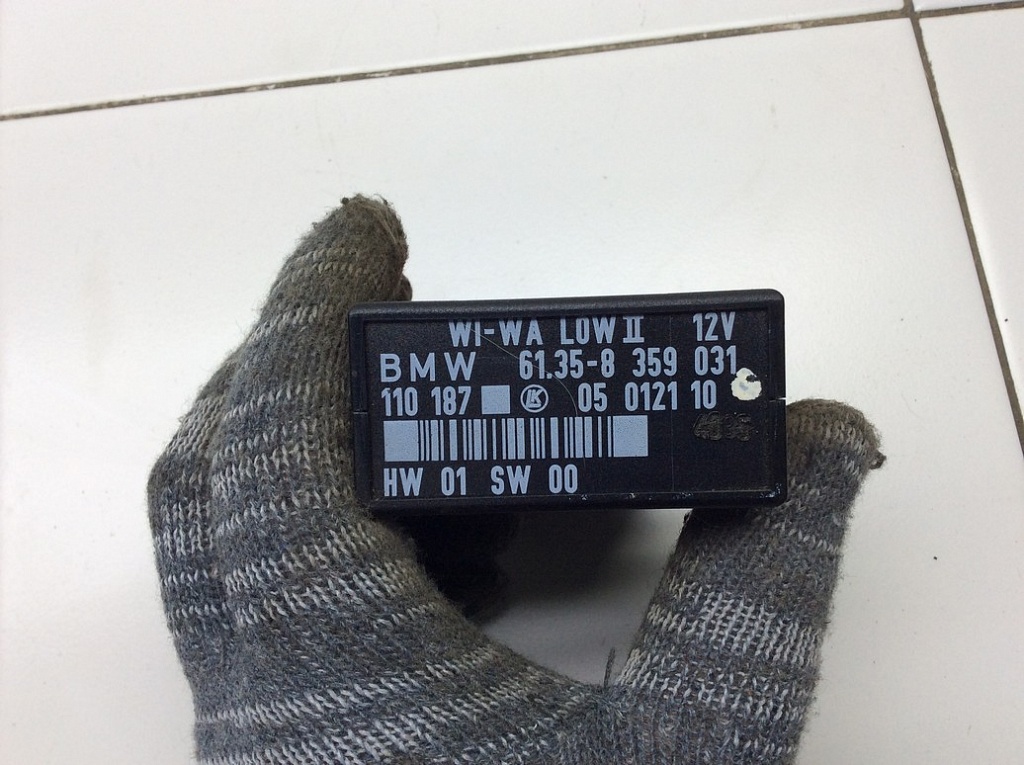 WI-WA LOW II 12V
BMW 61.35-8 359 031
110 187 LK 05 0121 10
HW 01 SW 00